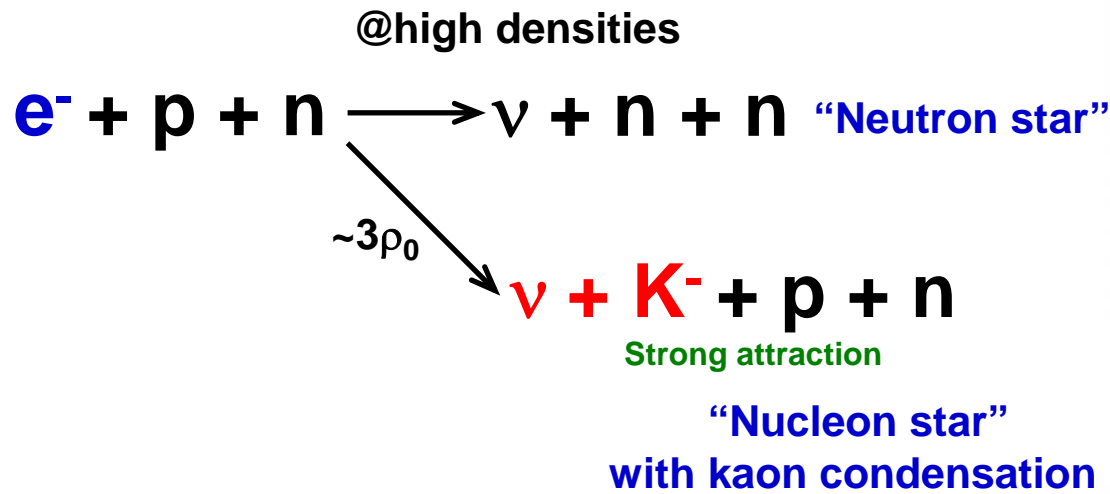 @high densities
e⁻ + p + n → ν + n + n “Neutron star”
~3ρ₀
ν + K⁻ + p + n
Strong attraction
“Nucleon star”
with kaon condensation